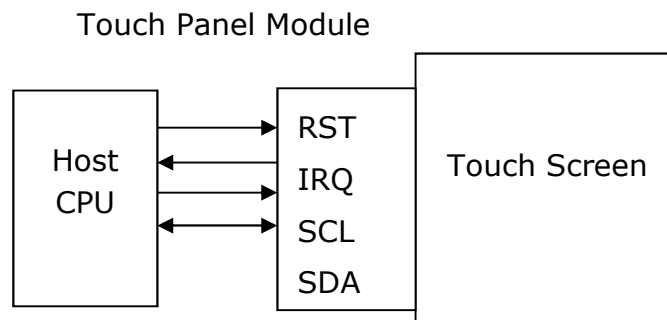 Touch Panel Module
Host
CPU
RST
IRQ
SCL
SDA
Touch Screen